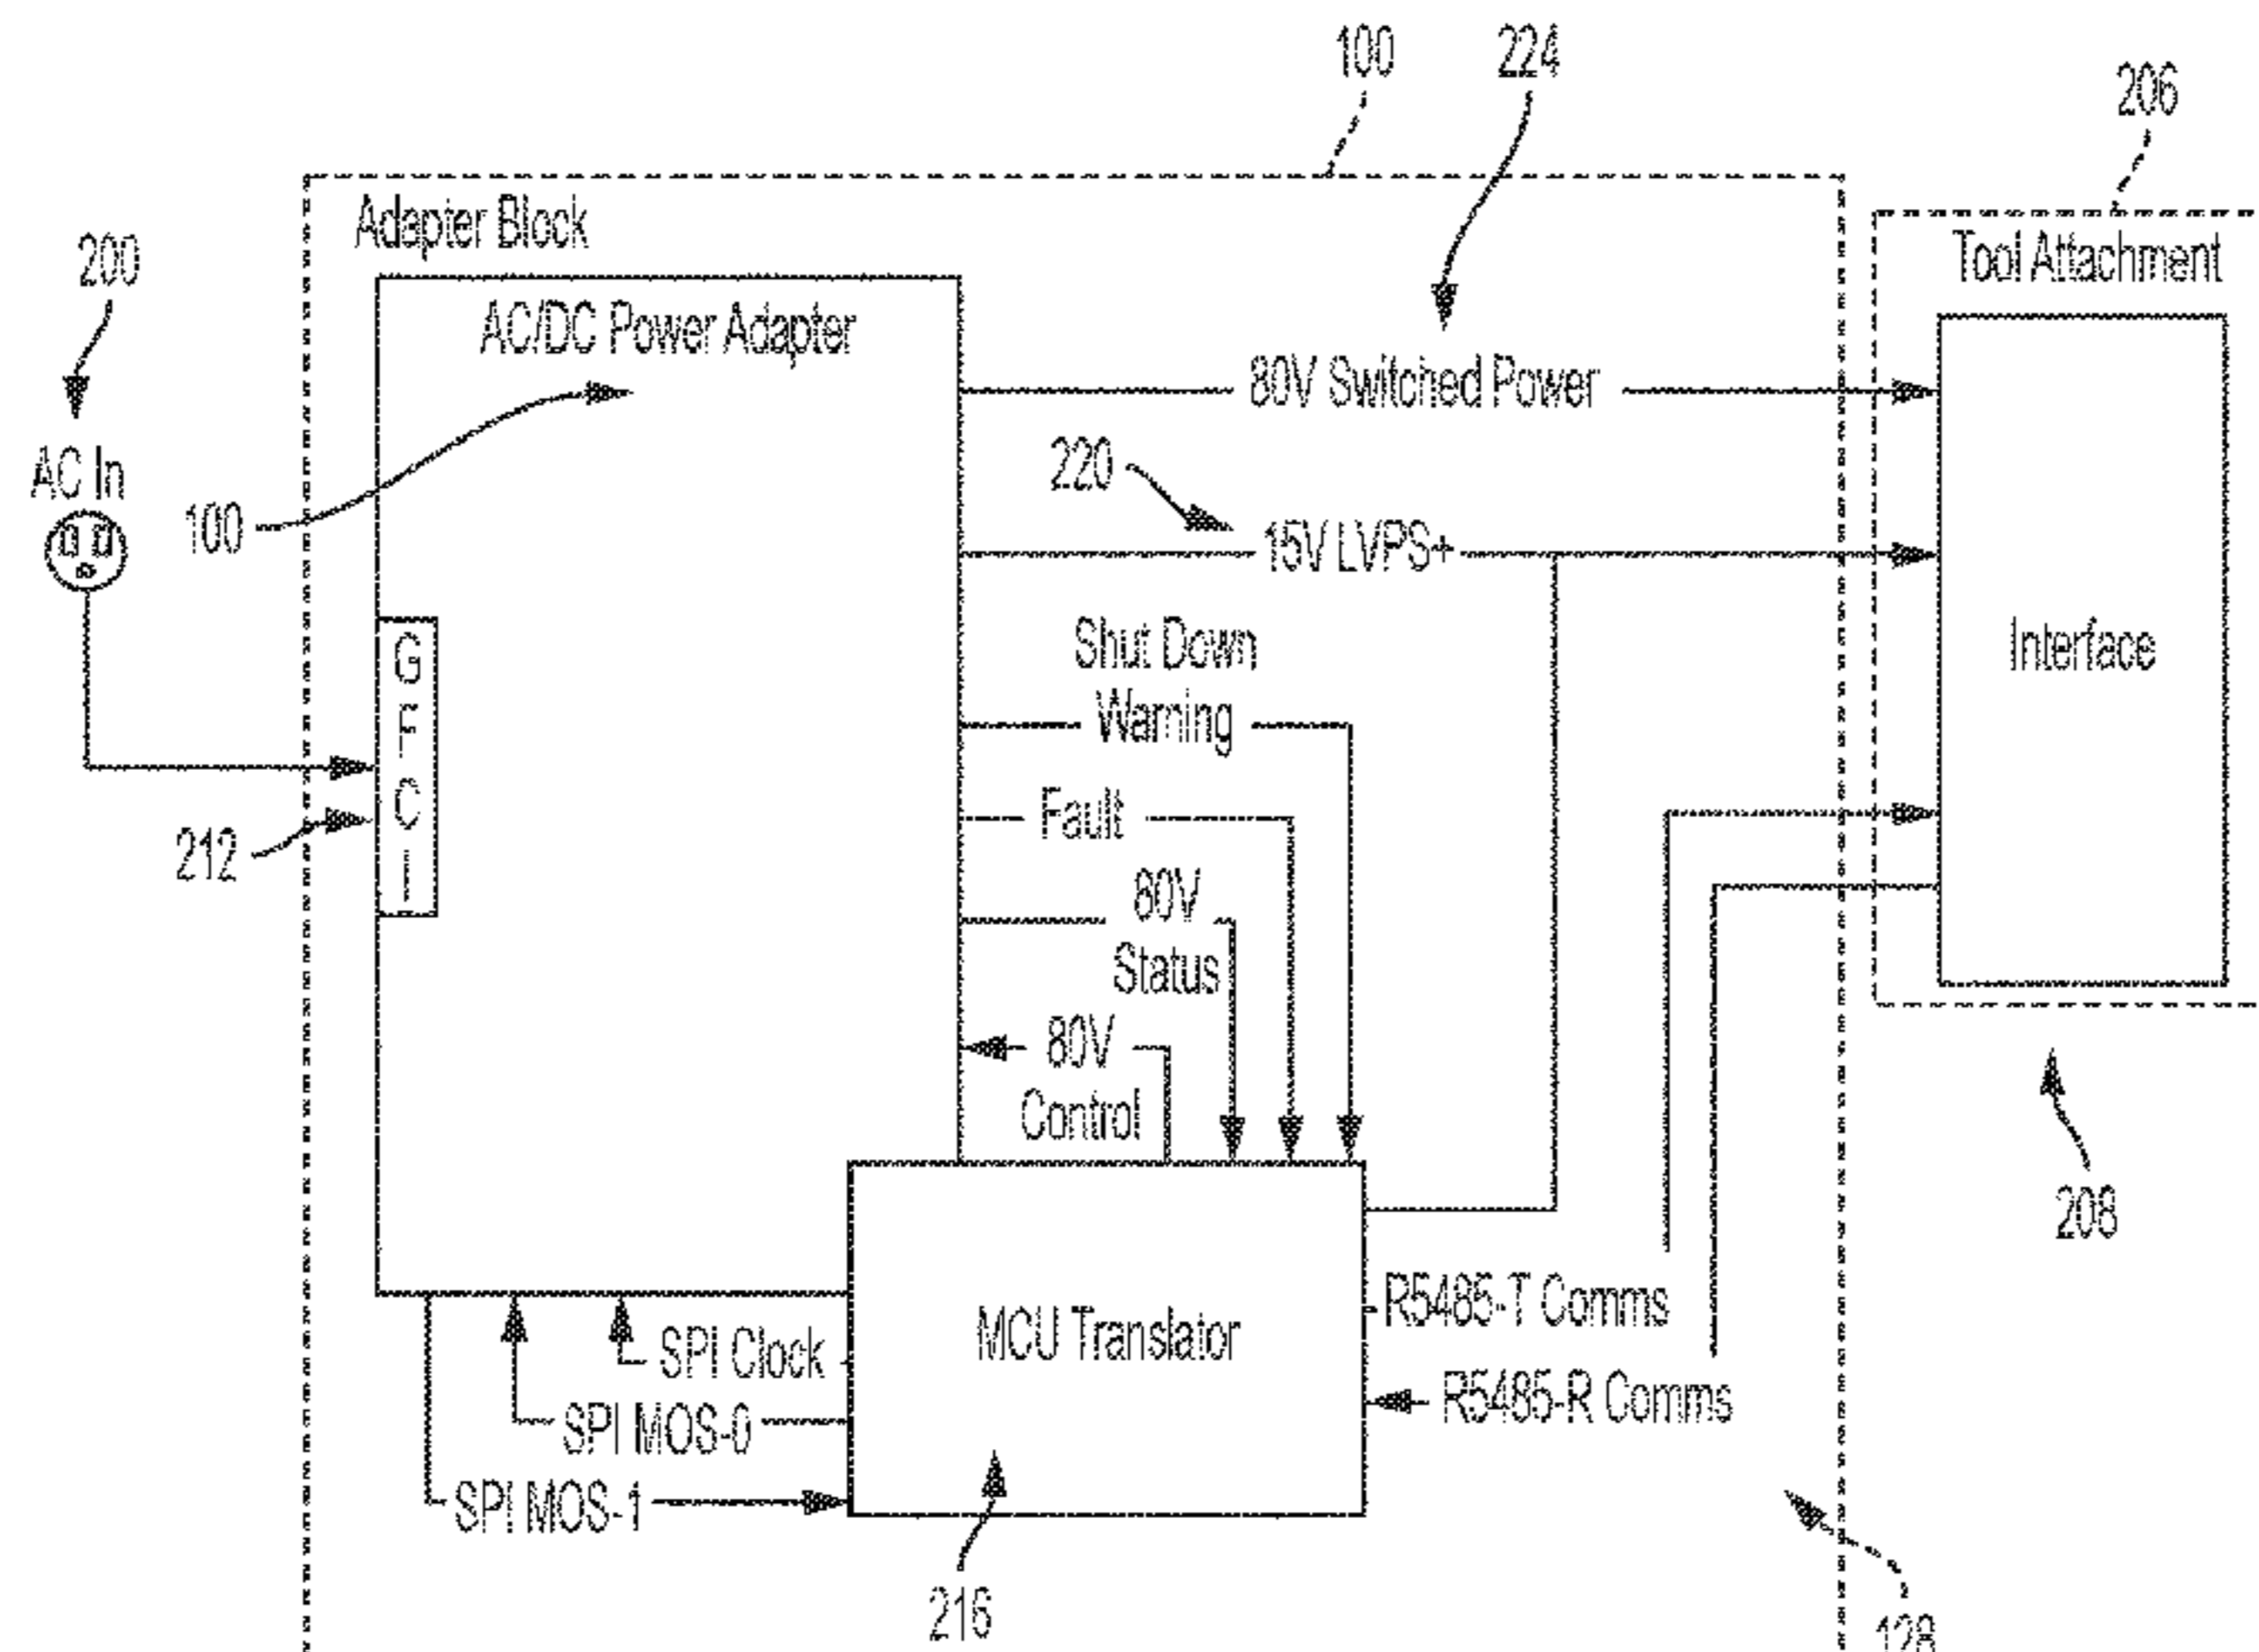 100
224
206
Adapter Block
200
AC/DC Power Adapter
Tool Attachment
80V Switched Power
AC In
100
220
15V LVPS+
Interface
Shut Down
Warning
G
F
C
I
Fault
212
80V
Status
80V
Control
208
MCU Translator
R5485-T Comms
SPI Clock
R5485-R Comms
SPI MOS-0
SPI MOS-1
216
128